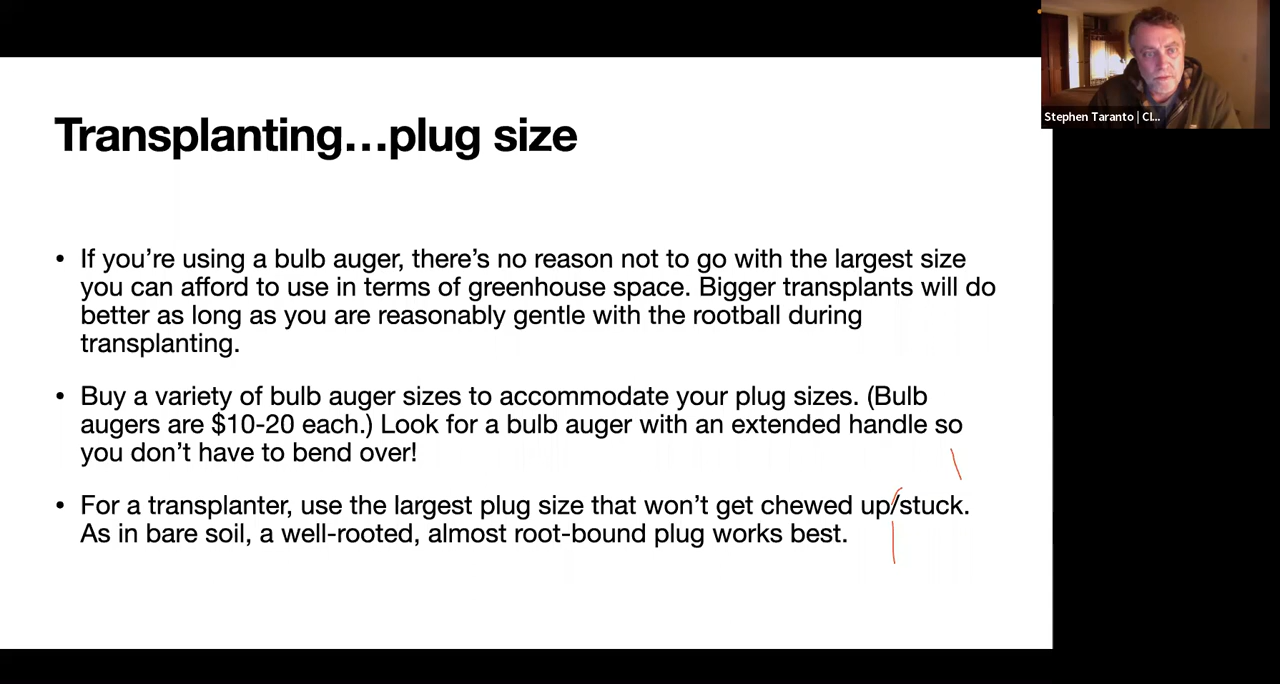 Transplanting…plug size
• If you’re using a bulb auger, there’s no reason not to go with the largest size
you can afford to use in terms of greenhouse space. Bigger transplants will do
better as long as you are reasonably gentle with the rootball during
transplanting.
• Buy a variety of bulb auger sizes to accommodate your plug sizes. (Bulb
augers are $10-20 each.) Look for a bulb auger with an extended handle so
you don’t have to bend over!
• For a transplanter, use the largest plug size that won’t get chewed up/stuck.
As in bare soil, a well-rooted, almost root-bound plug works best.
Stephen Taranto | Cl...